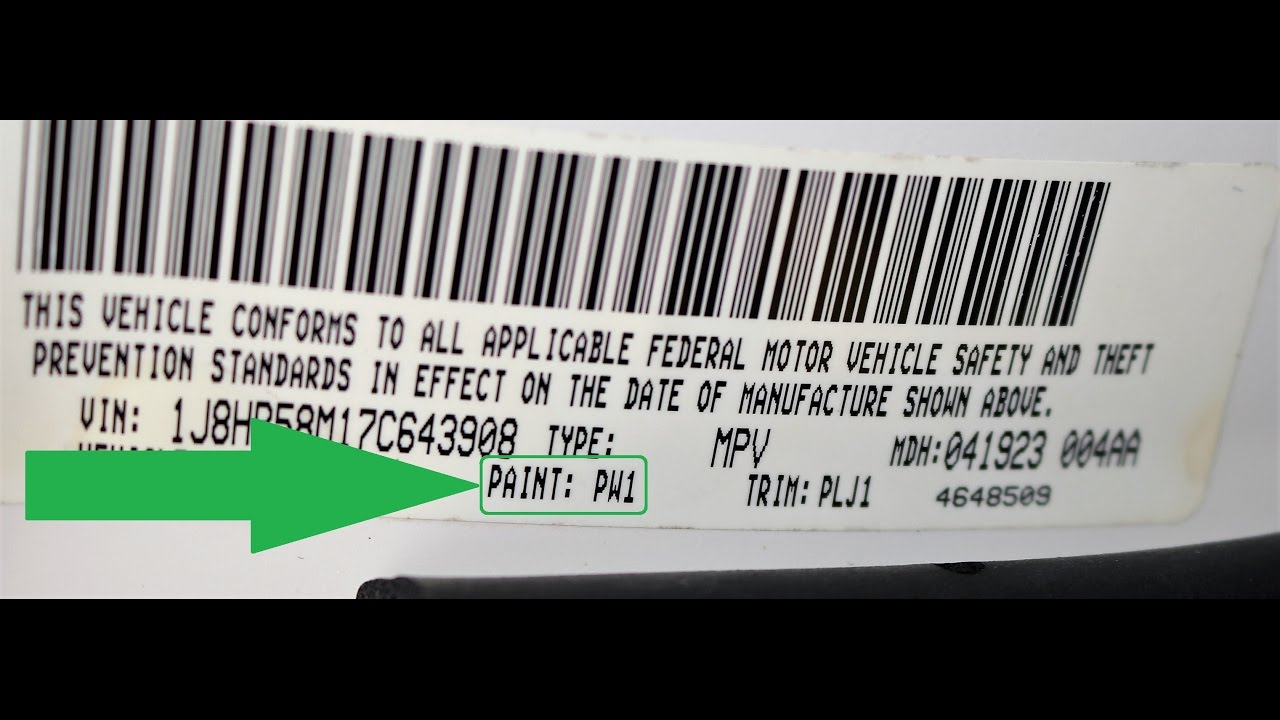 THIS VEHICLE CONFORMS TO ALL APPLICABLE FEDERAL MOTOR VEHICLE SAFETY AND THEFT
PREVENTION STANDARDS IN EFFECT ON THE DATE OF MANUFACTURE SHOWN ABOVE.
VIN: 1J8HR58M17C643908 TYPE: MPV MDH: 041923 004AA
PAINT: PW1 TRIM: PLJ1 4648509